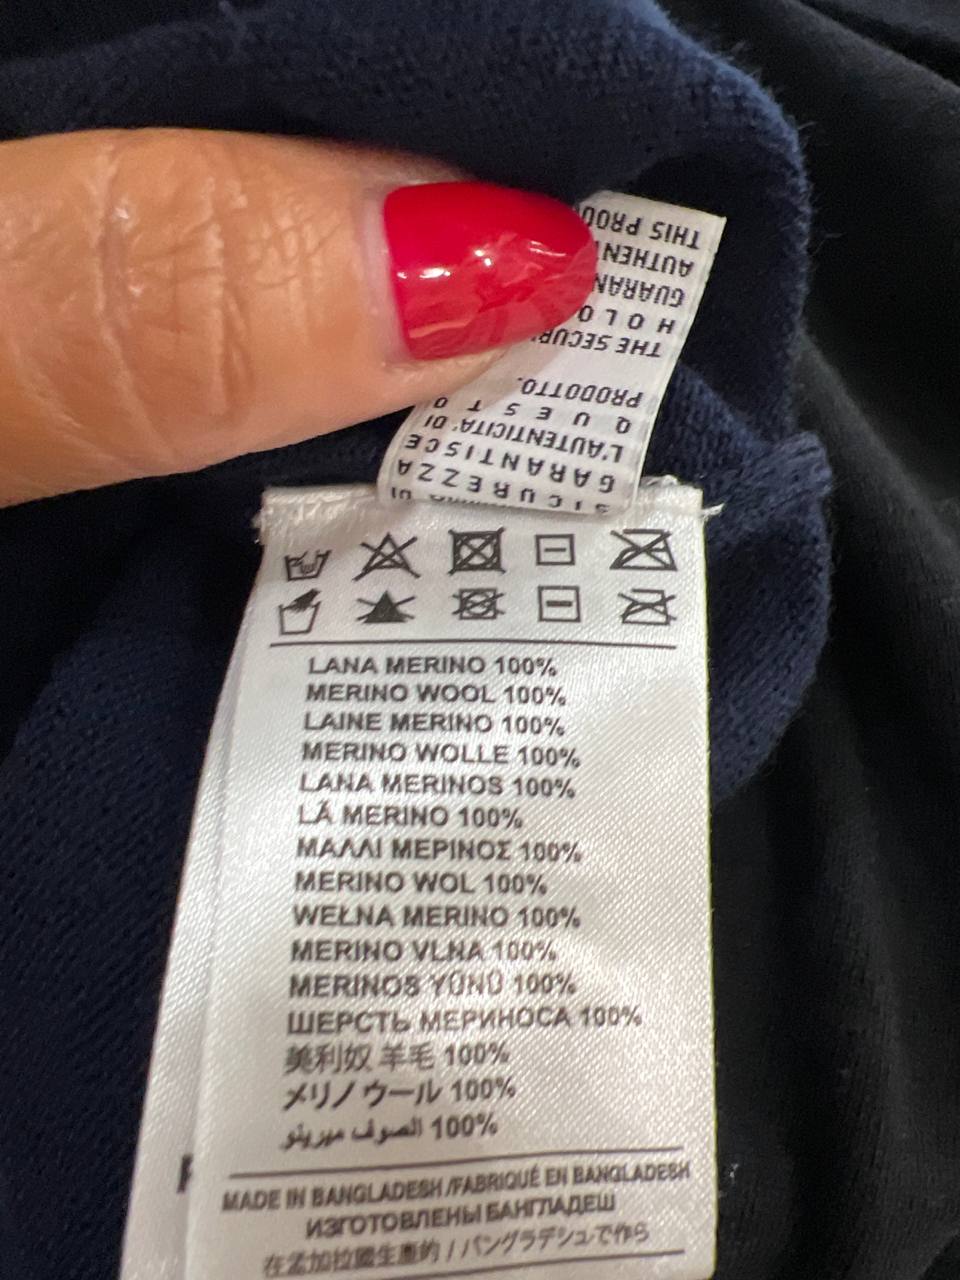 THIS PROD
AUTHEN
GUARAN
HOLO
THE SECURI
PRODOTTO.
QUESTO
L'AUTENTICITA' DI
GARANTISCE
SICUREZZA
DI
LANA MERINO 100%
MERINO WOOL 100%
LAINE MERINO 100%
MERINO WOLLE 100%
LANA MERINOS 100%
LÃ MERINO 100%
ΜΑΛΛΙ ΜΕΡΙΝΟΣ 100%
MERINO WOL 100%
WEŁNA MERINO 100%
MERINO VLNA 100%
MERINOS YÜNÜ 100%
ШЕРСТЬ МЕРИНОСА 100%
美利奴 羊毛 100%
メリノ ウール 100%
الصوف ميرينو 100%
MADE IN BANGLADESH /FABRIQUÉ EN BANGLADESH
ИЗГОТОВЛЕНЫ БАНГЛАДЕШ
在孟加拉國生產的 / バングラデシュで作ら